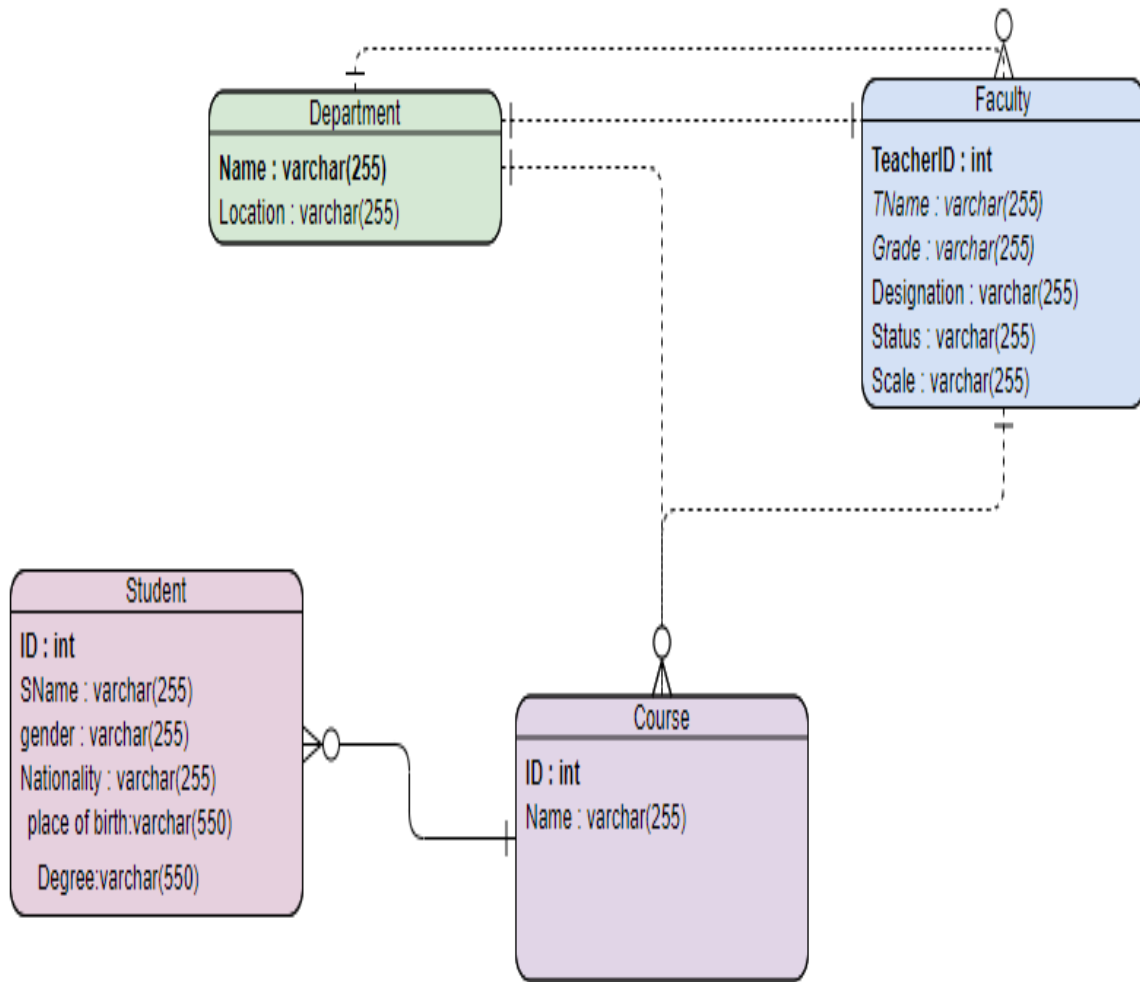 Department
Name : varchar(255)
Location : varchar(255)
Faculty
TeacherID : int
TName : varchar(255)
Grade : varchar(255)
Designation : varchar(255)
Status : varchar(255)
Scale : varchar(255)
Student
ID : int
SName : varchar(255)
gender : varchar(255)
Nationality : varchar(255)
place of birth:varchar(550)
Degree:varchar(550)
Course
ID : int
Name : varchar(255)